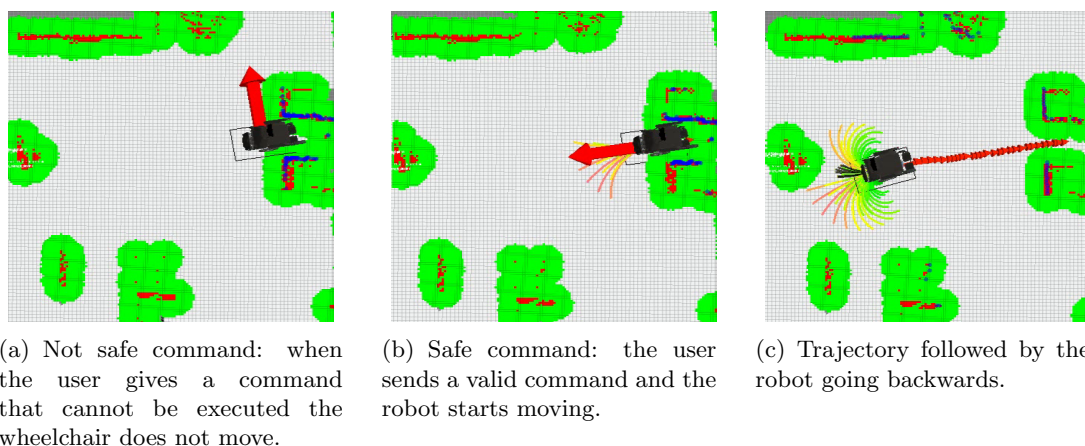 (a) Not safe command: when
the user gives a command
that cannot be executed the
wheelchair does not move.
(b) Safe command: the user
sends a valid command and the
robot starts moving.
(c) Trajectory followed by the
robot going backwards.